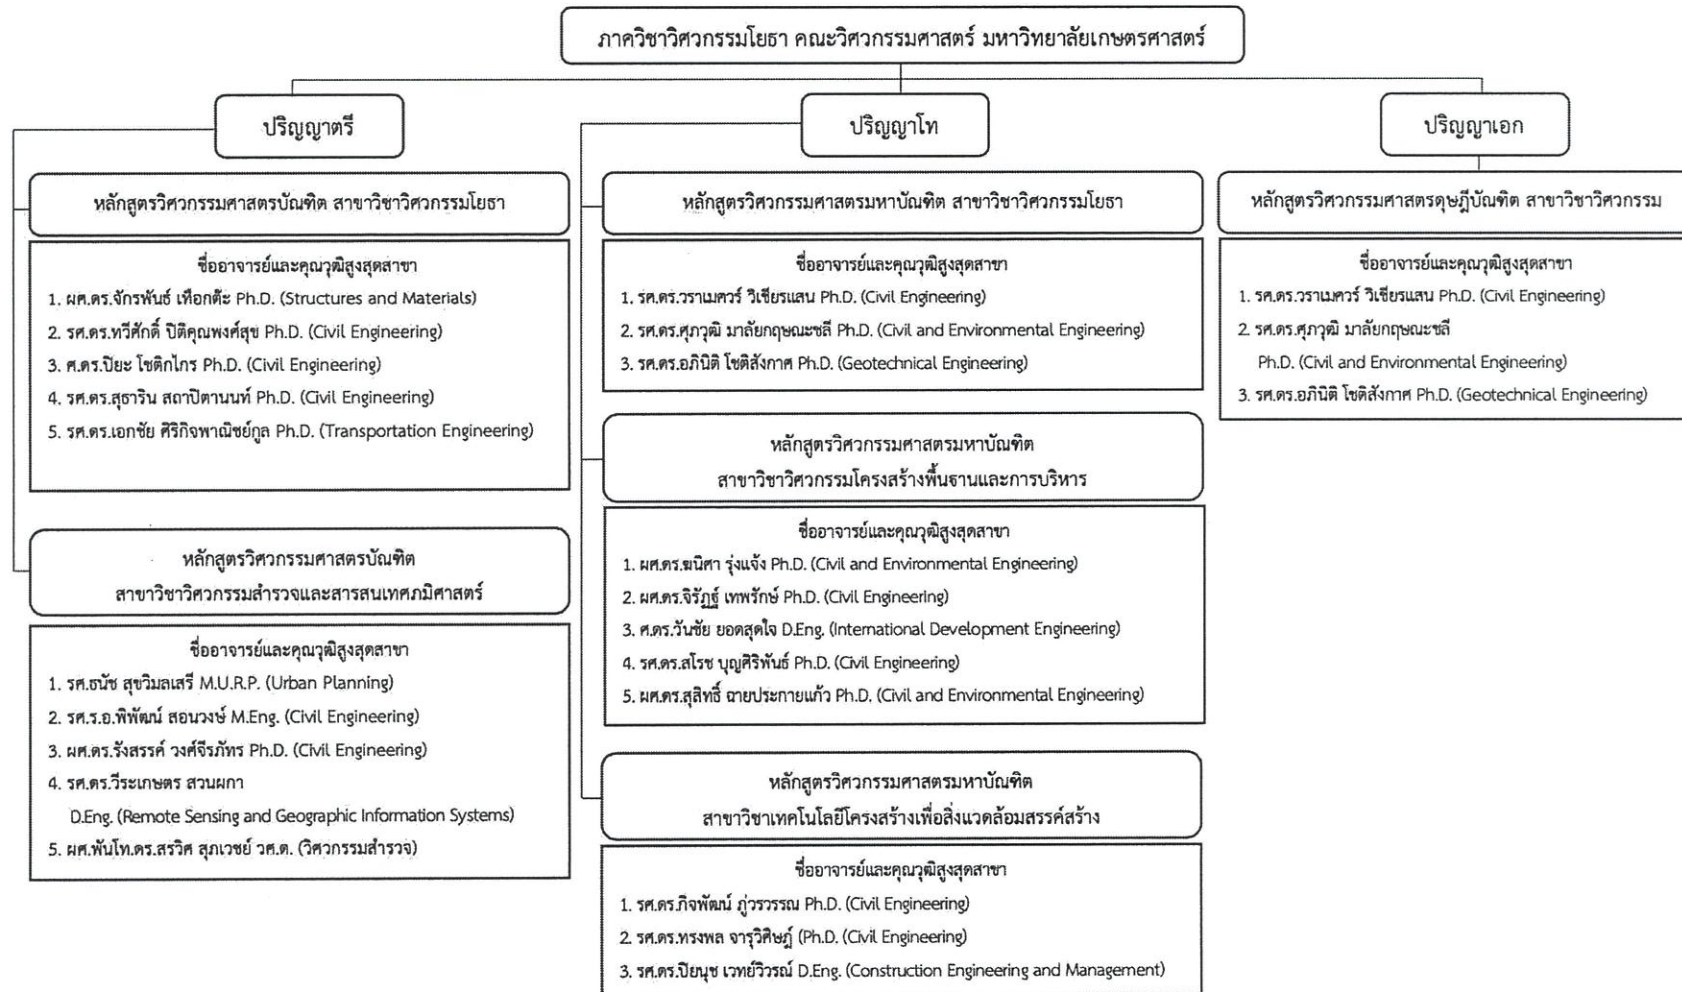 ภาควิชาวิศวกรรมโยธา คณะวิศวกรรมศาสตร์ มหาวิทยาลัยเกษตรศาสตร์
ปริญญาตรี
หลักสูตรวิศวกรรมศาสตรบัณฑิต สาขาวิชาวิศวกรรมโยธา
ชื่ออาจารย์และคุณวุฒิสูงสุดสาขา
1. ผศ.ดร.จักรพันธ์ เทือกต๊ะ Ph.D. (Structures and Materials)
2. รศ.ดร.ทวีศักดิ์ ปิติคุณพงศ์สุข Ph.D. (Civil Engineering)
3. ศ.ดร.ปิยะ โชติกไกร Ph.D. (Civil Engineering)
4. รศ.ดร.สุธาริน สถาปิตานนท์ Ph.D. (Civil Engineering)
5. รศ.ดร.เอกชัย ศิริกิจพาณิชย์กูล Ph.D. (Transportation Engineering)
หลักสูตรวิศวกรรมศาสตรบัณฑิต
สาขาวิชาวิศวกรรมสำรวจและสารสนเทศภูมิศาสตร์
ชื่ออาจารย์และคุณวุฒิสูงสุดสาขา
1. รศ.ธนัช สุขวิมลเสรี M.U.R.P. (Urban Planning)
2. รศ.ร.อ.พิพัฒน์ สอนวงษ์ M.Eng. (Civil Engineering)
3. ผศ.ดร.รังสรรค์ วงศ์จีรภัทร Ph.D. (Civil Engineering)
4. รศ.ดร.วีระเกษตร สวนผกา
D.Eng. (Remote Sensing and Geographic Information Systems)
5. ผศ.พันโท.ดร.สรวิศ สุภเวชย์ วศ.ด. (วิศวกรรมสำรวจ)
ปริญญาโท
หลักสูตรวิศวกรรมศาสตรมหาบัณฑิต สาขาวิชาวิศวกรรมโยธา
ชื่ออาจารย์และคุณวุฒิสูงสุดสาขา
1. รศ.ดร.วราเมศวร์ วิเชียรแสน Ph.D. (Civil Engineering)
2. รศ.ดร.ศุภวุฒิ มาลัยกฤษณะชลี Ph.D. (Civil and Environmental Engineering)
3. รศ.ดร.อภินิติ โชติสังกาศ Ph.D. (Geotechnical Engineering)
หลักสูตรวิศวกรรมศาสตรมหาบัณฑิต
สาขาวิชาวิศวกรรมโครงสร้างพื้นฐานและการบริหาร
ชื่ออาจารย์และคุณวุฒิสูงสุดสาขา
1. ผศ.ดร.ฆนิศา รุ่งแจ้ง Ph.D. (Civil and Environmental Engineering)
2. ผศ.ดร.จิรัฏฐ์ เทพรักษ์ Ph.D. (Civil Engineering)
3. ศ.ดร.วันชัย ยอดสุดใจ D.Eng. (International Development Engineering)
4. รศ.ดร.สโรช บุญศิริพันธ์ Ph.D. (Civil Engineering)
5. ผศ.ดร.สุสิทธิ์ ฉายประกายแก้ว Ph.D. (Civil and Environmental Engineering)
หลักสูตรวิศวกรรมศาสตรมหาบัณฑิต
สาขาวิชาเทคโนโลยีโครงสร้างเพื่อสิ่งแวดล้อมสรรค์สร้าง
ชื่ออาจารย์และคุณวุฒิสูงสุดสาขา
1. รศ.ดร.กิจพัฒน์ ภู่วรวรรณ Ph.D. (Civil Engineering)
2. รศ.ดร.ทรงพล จารุวิศิษฏ์ (Ph.D. (Civil Engineering)
3. รศ.ดร.ปิยนุช เวทย์วิวรณ์ D.Eng. (Construction Engineering and Management)
ปริญญาเอก
หลักสูตรวิศวกรรมศาสตรดุษฎีบัณฑิต สาขาวิชาวิศวกรรม
ชื่ออาจารย์และคุณวุฒิสูงสุดสาขา
1. รศ.ดร.วราเมศวร์ วิเชียรแสน Ph.D. (Civil Engineering)
2. รศ.ดร.ศุภวุฒิ มาลัยกฤษณะชลี
Ph.D. (Civil and Environmental Engineering)
3. รศ.ดร.อภินิติ โชติสังกาศ Ph.D. (Geotechnical Engineering)